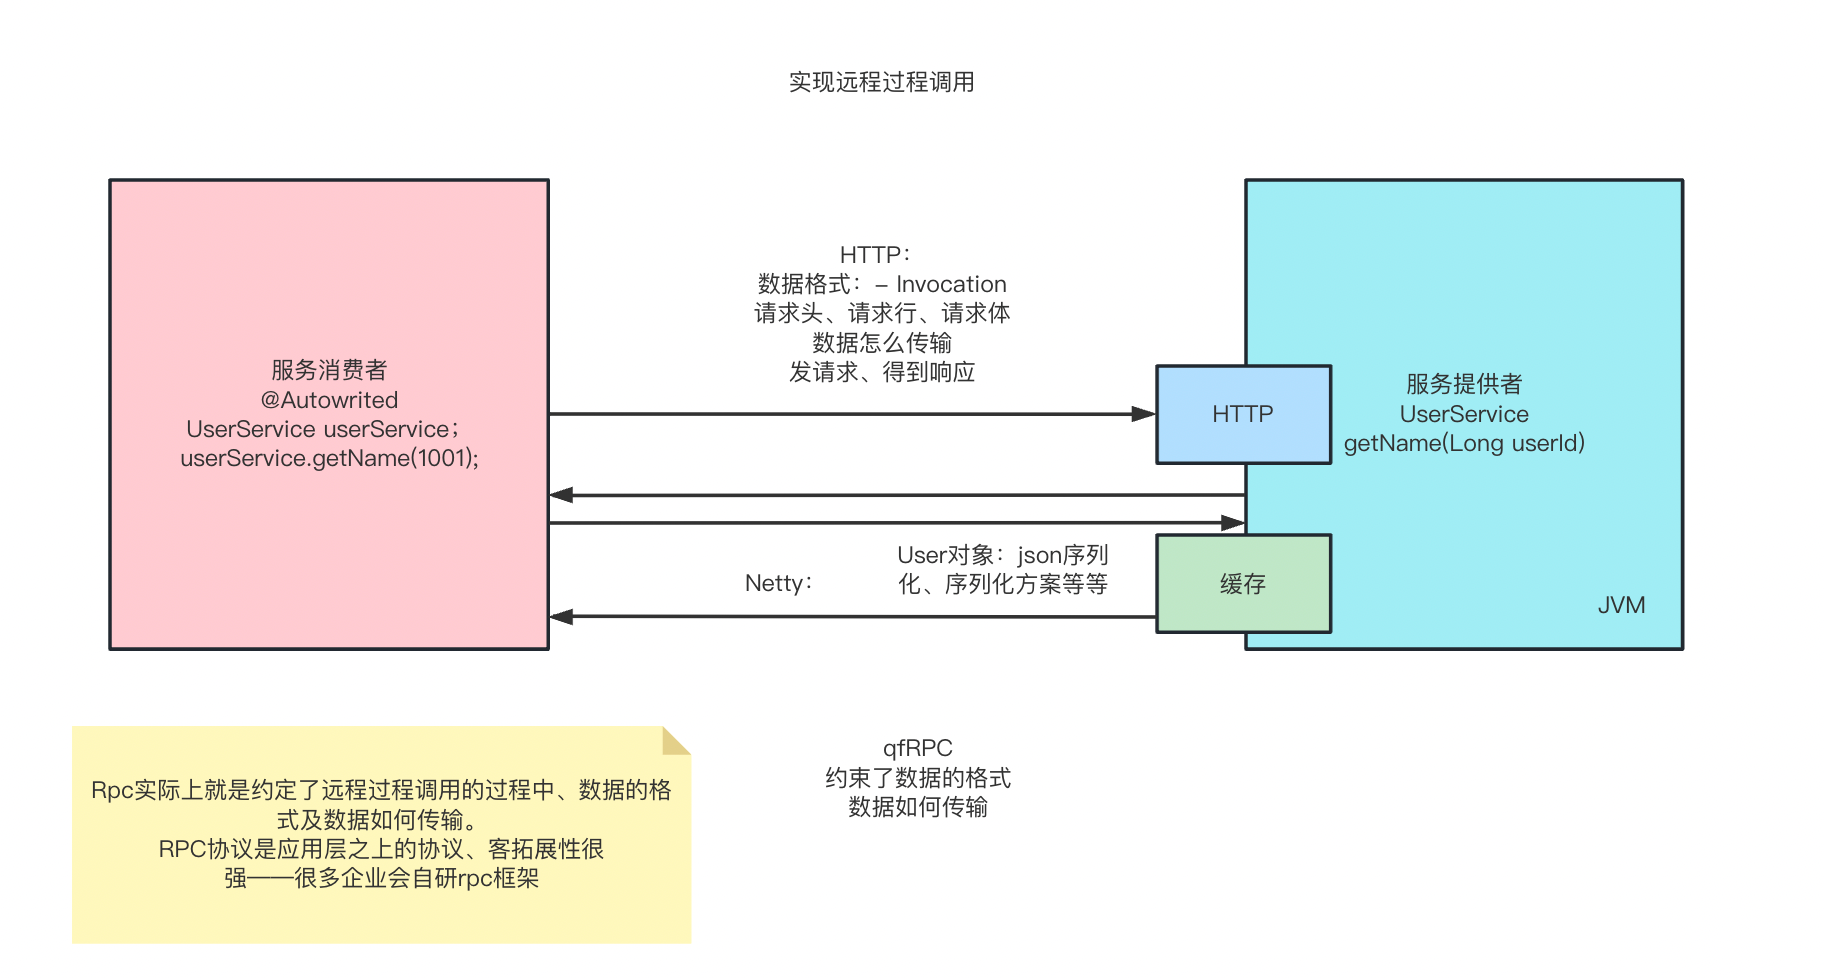 实现远程过程调用
服务消费者
@Autowrited
UserService userService；
userService.getName(1001);
HTTP：
数据格式：- Invocation
请求头、请求行、请求体
数据怎么传输
发请求、得到响应
HTTP
服务提供者
UserService
getName(Long userId)
User对象：json序列
化、序列化方案等等
Netty：
缓存
JVM
Rpc实际上就是约定了远程过程调用的过程中、数据的格
式及数据如何传输。
RPC协议是应用层之上的协议、客拓展性很
强——很多企业会自研rpc框架
qfRPC
约束了数据的格式
数据如何传输